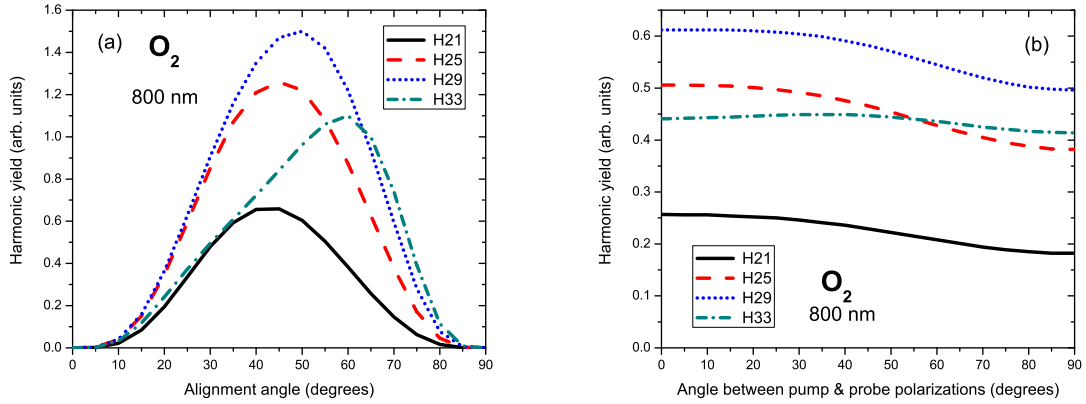 (a)
O2
800 nm
H21
H25
H29
H33
Harmonic yield (arb. units)
1.6
1.4
1.2
1.0
0.8
0.6
0.4
0.2
0.0
0 10 20 30 40 50 60 70 80 90
Alignment angle (degrees)
(b)
Harmonic yield (arb. units)
0.6
0.5
0.4
0.3
0.2
0.1
0.0
H21
H25
H29
H33
O2
800 nm
0 10 20 30 40 50 60 70 80 90
Angle between pump & probe polarizations (degrees)